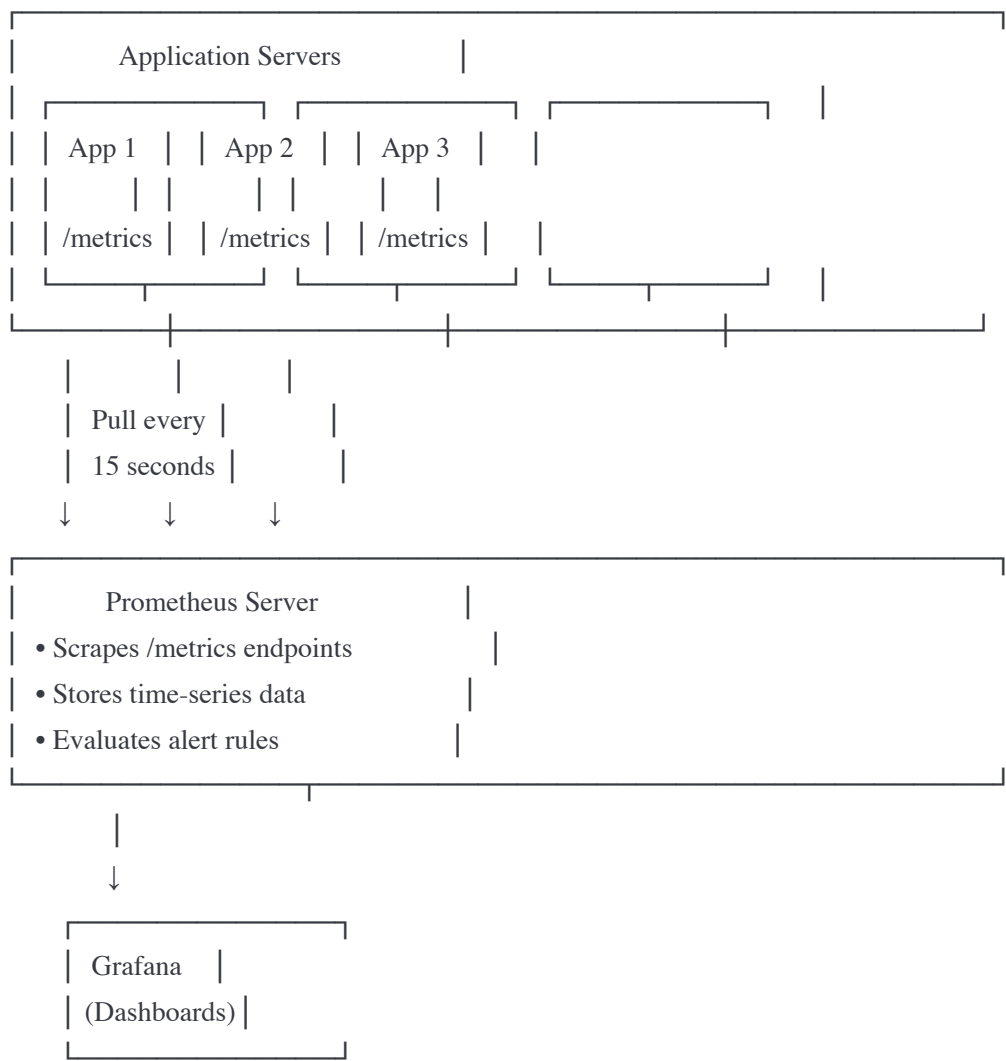 Application Servers
App 1 App 2 App 3
/metrics /metrics /metrics
Pull every
15 seconds
↓ ↓ ↓
Prometheus Server
• Scrapes /metrics endpoints
• Stores time-series data
• Evaluates alert rules
↓
Grafana
(Dashboards)